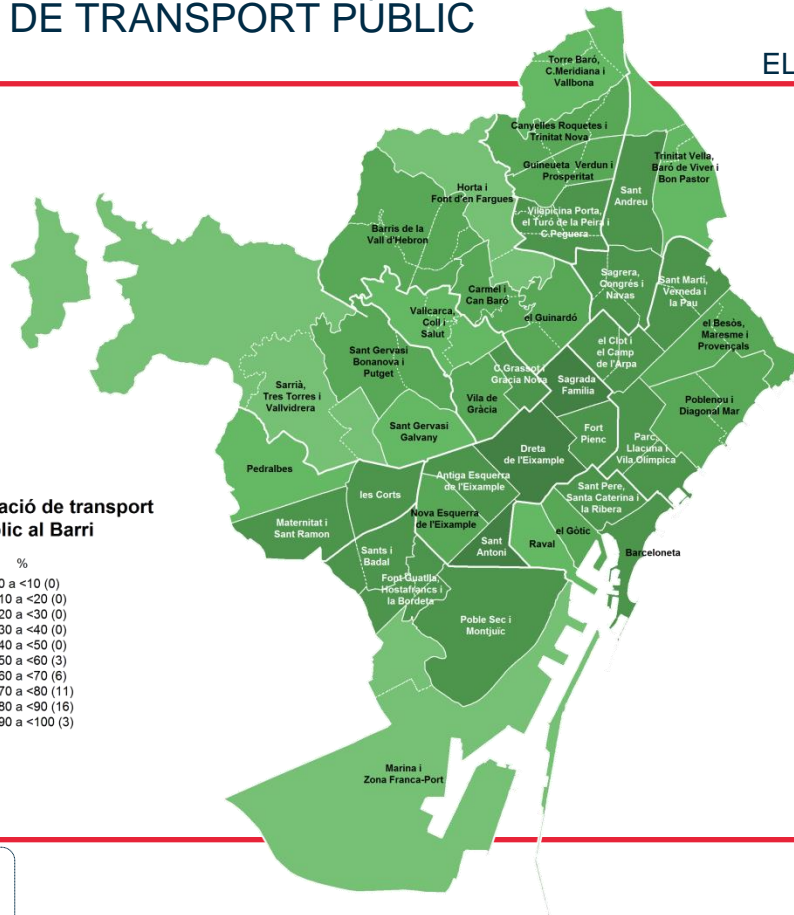 DE TRANSPORT PÚBLIC
EL
Torre Baró,
C.Meridiana i
Vallbona
Canyelles Roquetes i
Trinitat Nova
Guineueta Verdun i
Prosperitat
Trinitat Vella,
Baró de Viver i
Bon Pastor
Sant
Andreu
Horta i
Font d'en Fargues
Vilapicina Porta,
el Turó de la Peira i
C.Peguera
Barris de la
Vall d'Hebron
Sagrera,
Congrés i
Navas
Sant Martí,
Verneda i
la Pau
Carmel i
Can Baró
Vallcarca,
Coll i
Salut
el Guinardó
el Besòs,
Maresme i
Provençals
el Clot i
el Camp
de l'Arpa
Sant Gervasi
Bonanova i
Putget
C.Grassot i
Gràcia Nova
Sagrada
Família
Sarrià,
Tres Torres i
Vallvidrera
Vila de
Gràcia
Poblenou i
Diagonal Mar
Sant Gervasi
Galvany
Fort
Pienc
Parc,
Llacuna i
Vila Olímpica
Dreta
de l'Eixample
Pedralbes
Antiga Esquerra
de l'Eixample
Sant Pere,
Santa Caterina i
la Ribera
les Corts
Nova Esquerra
de l'Eixample
Maternitat i
Sant Ramon
el Gòtic
Sant
Antoni
Raval
Barceloneta
Sants i
Badal
Font Guatlla,
Hostafrancs i
la Bordeta
Poble Sec i
Montjuïc
Marina i
Zona Franca-Port
ació de transport
lic al Barri
%
0 a <10 (0)
10 a <20 (0)
20 a <30 (0)
30 a <40 (0)
40 a <50 (0)
50 a <60 (3)
60 a <70 (6)
70 a <80 (11)
80 a <90 (16)
90 a <100 (3)